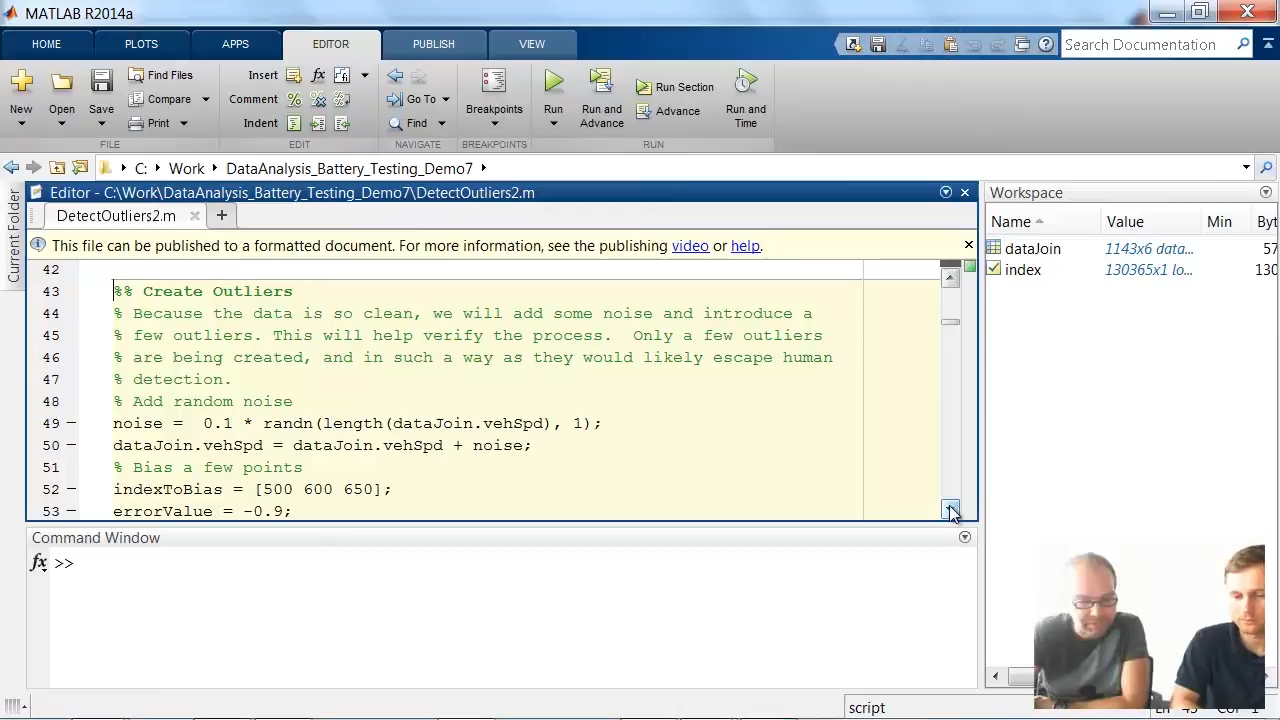 MATLAB R2014a
HOME PLOTS APPS EDITOR PUBLISH VIEW Search Documentation
New Open Save Find Files Compare Print
Insert Comment Indent
Go To Find
Breakpoints
Run Run and Advance Run Section Advance Run and Time
FILE EDIT NAVIGATE BREAKPOINTS RUN
C: Work DataAnalysis_Battery_Testing_Demo7
Current Folder
Editor - C:\Work\DataAnalysis_Battery_Testing_Demo7\DetectOutliers2.m
DetectOutliers2.m
This file can be published to a formatted document. For more information, see the publishing video or help.
42
43 %% Create Outliers
44 % Because the data is so clean, we will add some noise and introduce a
45 % few outliers. This will help verify the process.  Only a few outliers
46 % are being created, and in such a way as they would likely escape human
47 % detection.
48 % Add random noise
49 – noise =  0.1 * randn(length(dataJoin.vehSpd), 1);
50 – dataJoin.vehSpd = dataJoin.vehSpd + noise;
51 % Bias a few points
52 – indexToBias = [500 600 650];
53 – errorValue = -0.9;
Command Window
fx >>
Workspace
Name Value Min Byt
dataJoin 1143x6 data... 57
index 130365x1 lo... 130
script